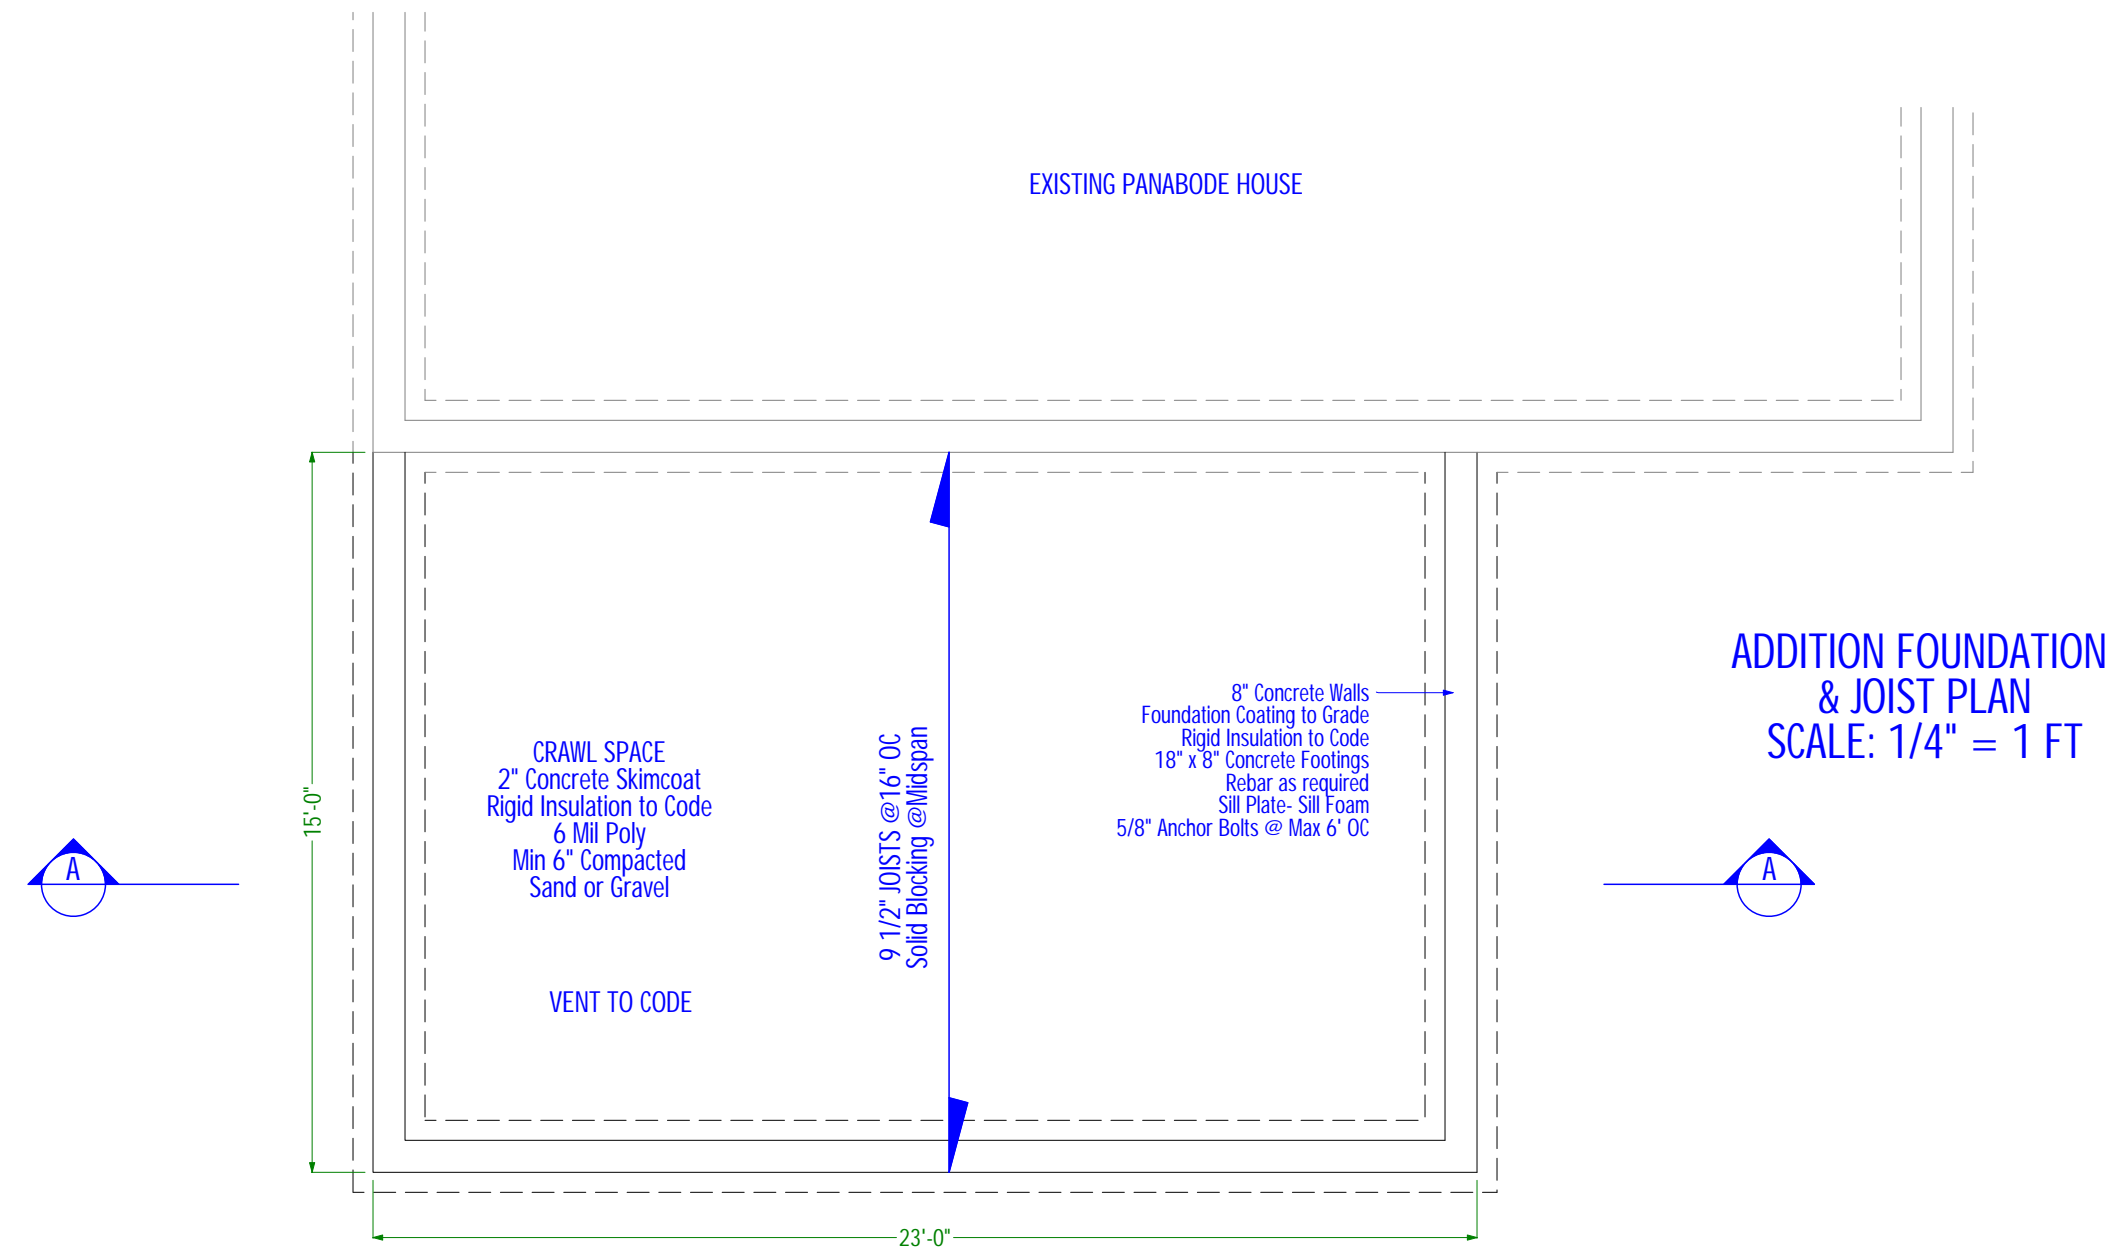 EXISTING PANABODE HOUSE
ADDITION FOUNDATION
& JOIST PLAN
SCALE: 1/4" = 1 FT
8" Concrete Walls
Foundation Coating to Grade
Rigid Insulation to Code
18" x 8" Concrete Footings
Rebar as required
Sill Plate- Sill Foam
5/8" Anchor Bolts @ Max 6' OC
CRAWL SPACE
2" Concrete Skimcoat
Rigid Insulation to Code
6 Mil Poly
Min 6" Compacted
Sand or Gravel
9 1/2" JOISTS @16" OC
Solid Blocking @Midspan
15'-0"
A
A
VENT TO CODE
23'-0"